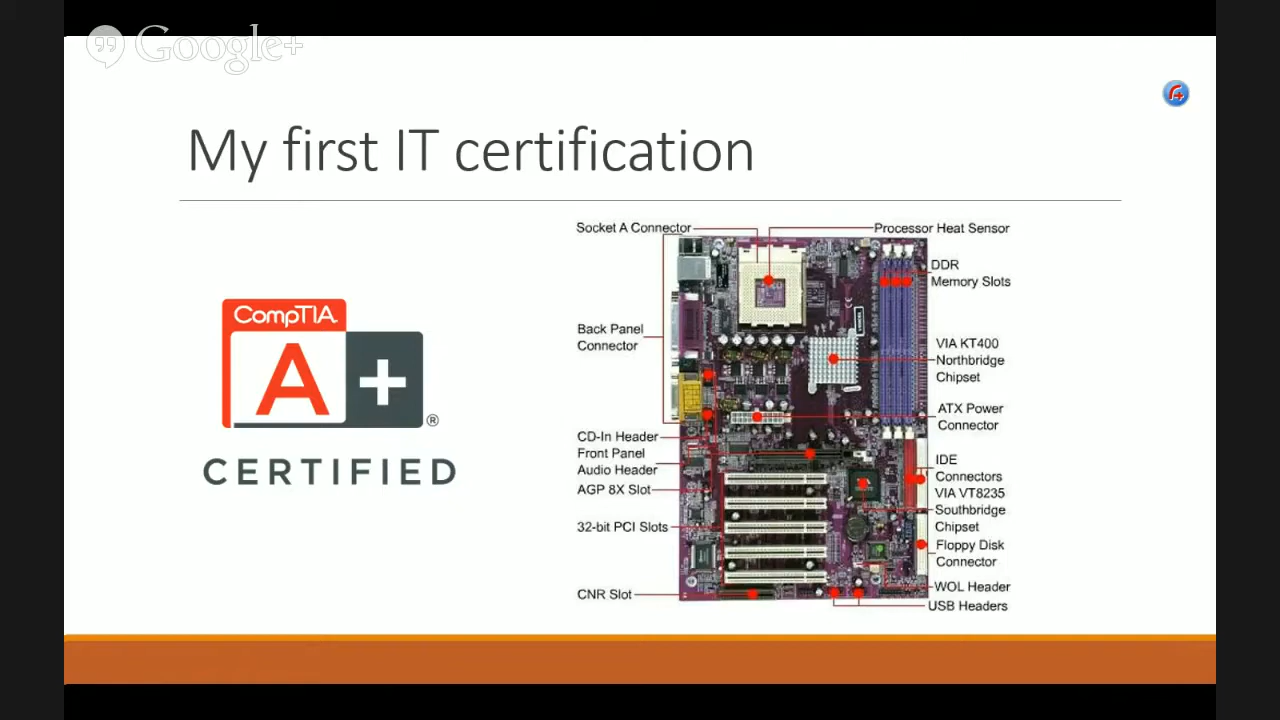 Google+
My first IT certification
CompTIA
A+
®
CERTIFIED
Socket A Connector
Processor Heat Sensor
DDR
Memory Slots
Back Panel
Connector
VIA KT400
Northbridge
Chipset
ATX Power
Connector
CD-In Header
Front Panel
Audio Header
AGP 8X Slot
IDE
Connectors
VIA VT8235
Southbridge
Chipset
32-bit PCI Slots
Floppy Disk
Connector
WOL Header
CNR Slot
USB Headers